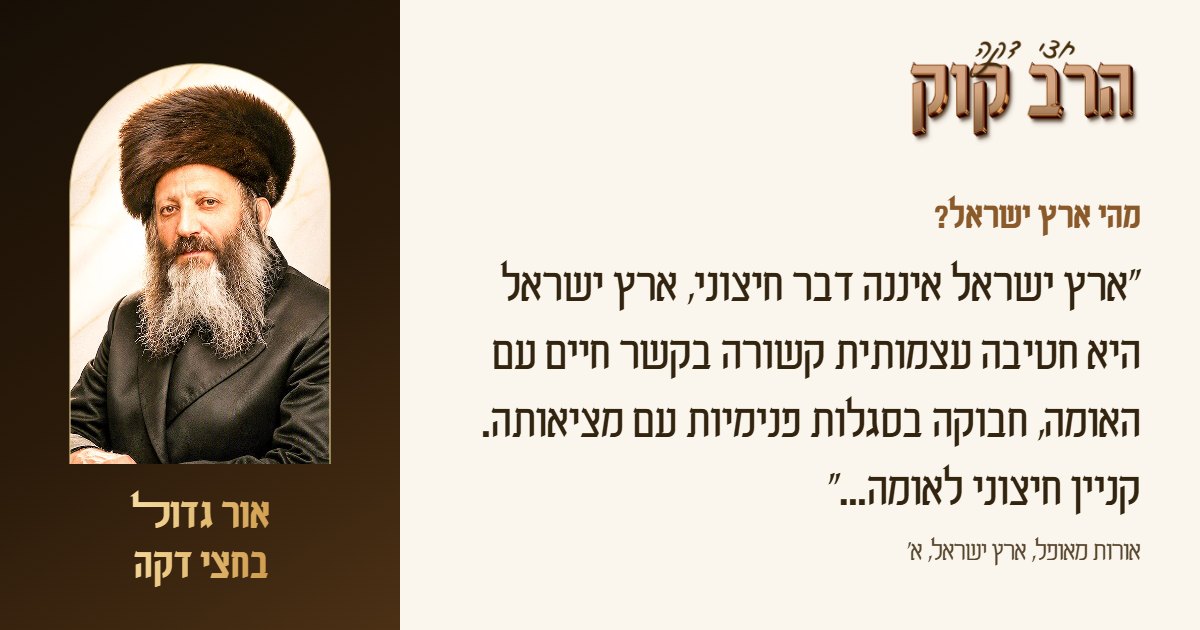 חצי דקה
הרב קוק
מהי ארץ ישראל?
"ארץ ישראל איננה דבר חיצוני, ארץ ישראל
היא חטיבה עצמותית קשורה בקשר חיים עם
האומה, חבוקה בסגלות פנימיות עם מציאותה.
קניין חיצוני לאומה..."
אורות מאופל, ארץ ישראל, א'
אור גדול
בחצי דקה